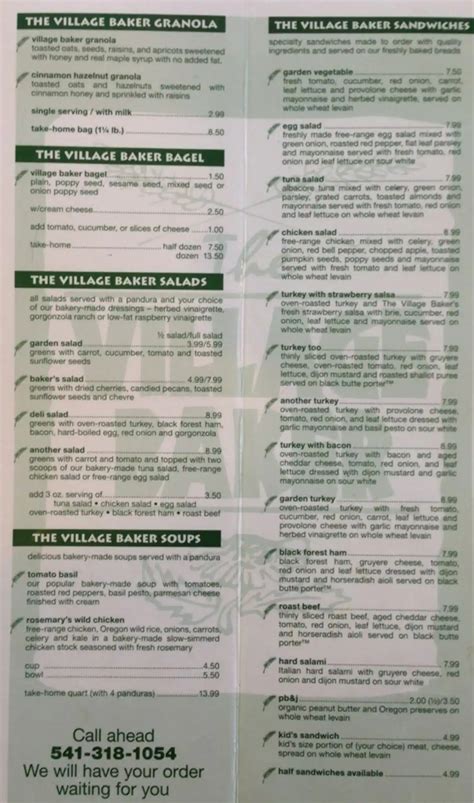 THE VILLAGE BAKER GRANOLA
village baker granola
toasted oats, seeds, raisins, and apricots sweetened
with honey and real maple syrup with no added fat.
cinnamon hazelnut granola
toasted oats and hazelnuts sweetened with
cinnamon honey and sprinkled with raisins
single serving / with milk 2.99
take-home bag (1¼ lb.) 8.50
THE VILLAGE BAKER BAGEL
village baker bagel 1.50
plain, poppy seed, sesame seed, mixed seed or
onion poppy seed
w/cream cheese 2.50
add tomato, cucumber, or slices of cheese 1.00
take-home half dozen 7.50
dozen 13.50
THE VILLAGE BAKER SALADS
all salads served with a pandura and your choice
of our bakery-made dressings – herbed vinaigrette,
gorgonzola ranch or low-fat raspberry vinaigrette
½ salad/full salad
garden salad 3.99/5.99
greens with carrot, cucumber, tomato and toasted
sunflower seeds
baker's salad 4.99/7.99
greens with dried cherries, candied pecans, toasted
sunflower seeds and chevre
deli salad 8.99
greens with oven-roasted turkey, black forest ham,
bacon, hard-boiled egg, red onion and gorgonzola
another salad 8.99
greens with carrot and tomato and topped with two
scoops of our bakery-made tuna salad, free-range
chicken salad or free-range egg salad
add 3 oz. serving of 3.50
tuna salad • chicken salad • egg salad
oven-roasted turkey • black forest ham • roast beef
THE VILLAGE BAKER SOUPS
delicious bakery-made soups served with a pandura
tomato basil
our popular bakery-made soup with tomatoes,
roasted red peppers, basil pesto, parmesan cheese
finished with cream
rosemary's wild chicken
free-range chicken, Oregon wild rice, onions, carrots,
celery and kale in a bakery-made slow-simmerd
chicken stock seasoned with fresh rosemary
cup 4.50
bowl 5.50
take-home quart (with 4 panduras) 13.99
Call ahead
541-318-1054
We will have your order
waiting for you
THE VILLAGE BAKER SANDWICHES
specialty sandwiches made to order with quality
ingredients and served on our freshly baked breads
garden vegetable 7.50
fresh tomato, cucumber, red onion, carrot,
leaf lettuce and provolone cheese with garlic
mayonnaise and herbed vinaigrette, served on
whole wheat levain
egg salad 7.99
freshly made free-range egg salad mixed with
green onion, roasted red pepper, flat leaf parsley
and mayonnaise served with fresh tomato, red
onion and leaf lettuce on sour white
tuna salad 7.99
albacore tuna mixed with celery, green onion,
parsley, grated carrots, toasted almonds and
mayonnaise served with fresh tomato, red onion
and leaf lettuce on whole wheat levain
chicken salad 8.99
free-range chicken mixed with celery, green
onion, red bell pepper, chopped apple, toasted
pumpkin seeds, poppy seeds and mayonnaise
served with fresh tomato and leaf lettuce on
whole wheat levain
turkey with strawberry salsa 7.99
oven-roasted turkey and The Village Baker's
fresh strawberry salsa with brie, cucumber, red
onion, leaf lettuce and mayonnaise served on
whole wheat levain
turkey too 7.99
thinly sliced oven-roasted turkey with gruyere
cheese, fresh tomato, cucumber, red onion, leaf
lettuce, dijon mustard and roasted shallot puree
served on black butte porter™
another turkey 7.99
oven-roasted turkey with provolone cheese,
tomato, red onion, and leaf lettuce dressed with
garlic mayonnaise and basil pesto on sour white
turkey with bacon 8.99
oven-roasted turkey with bacon and aged
cheddar cheese, tomato, red onion, and leaf
lettuce dressed with dijon mustard and garlic
mayonnaise on whole wheat levain
garden turkey 7.99
oven-roasted turkey with fresh tomato,
cucumber, red onion, carrot, leaf lettuce and
provolone cheese with garlic mayonnaise and
herbed vinaigrette, served on whole wheat levain
black forest ham 7.99
black forest ham, gruyere cheese, tomato,
red onion and leaf lettuce dressed with dijon
mustard and horseradish aioli served on black
butte porter™
roast beef 7.99
thinly sliced roast beef, aged cheddar cheese,
tomato, red onion, leaf lettuce, dijon mustard
and horseradish aioli served on black butte
porter™
hard salami 7.99
Italian hard salami with gruyere cheese, red
onion and dijon mustard on sour white
pb&j 2.00 (½)/3.50
organic peanut butter and Oregon preserves on
whole wheat levain
kid's sandwich 4.99
kid's size portion of (your choice) meat, cheese,
spread on whole wheat levain
half sandwiches available 4.99
The
VILLAGE
BAKER